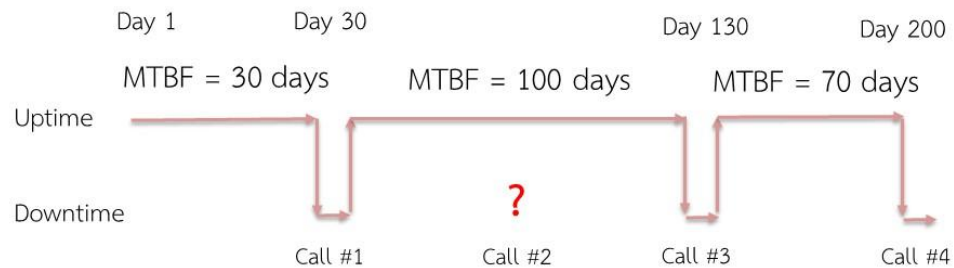 Day 1 Day 30 Day 130 Day 200
MTBF = 30 days MTBF = 100 days MTBF = 70 days
Uptime
?
Downtime
Call #1 Call #2 Call #3 Call #4